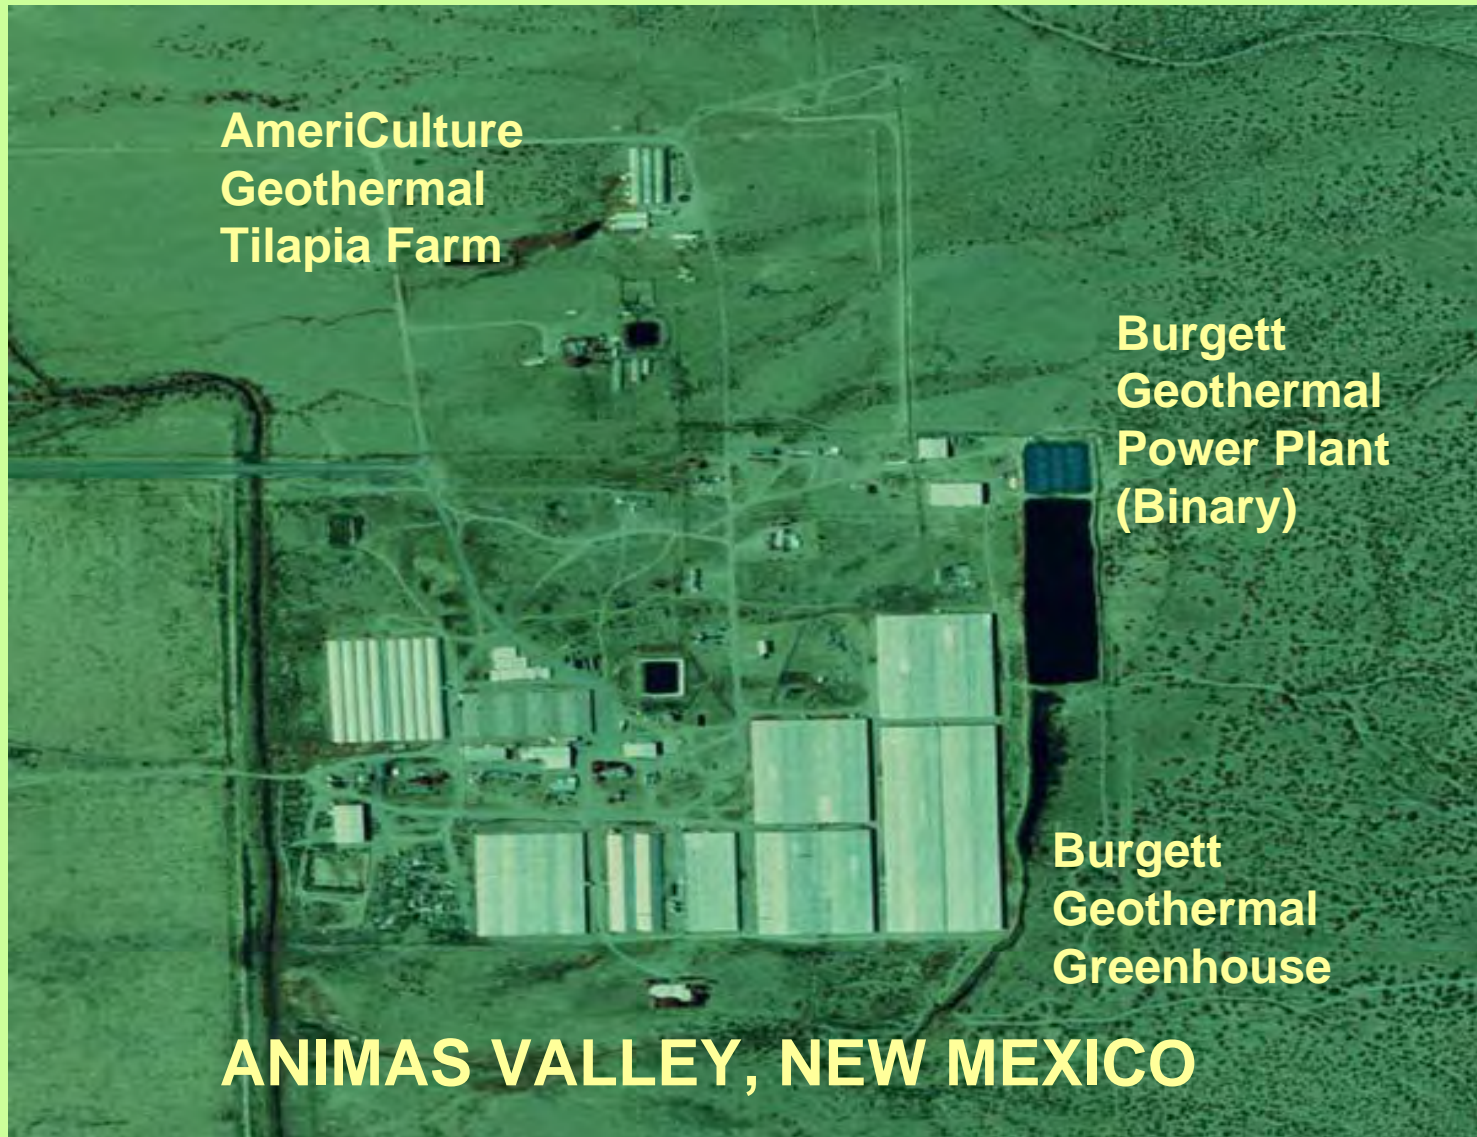 AmeriCulture
Geothermal
Tilapia Farm
Burgett
Geothermal
Power Plant
(Binary)
Burgett
Geothermal
Greenhouse
ANIMAS VALLEY, NEW MEXICO